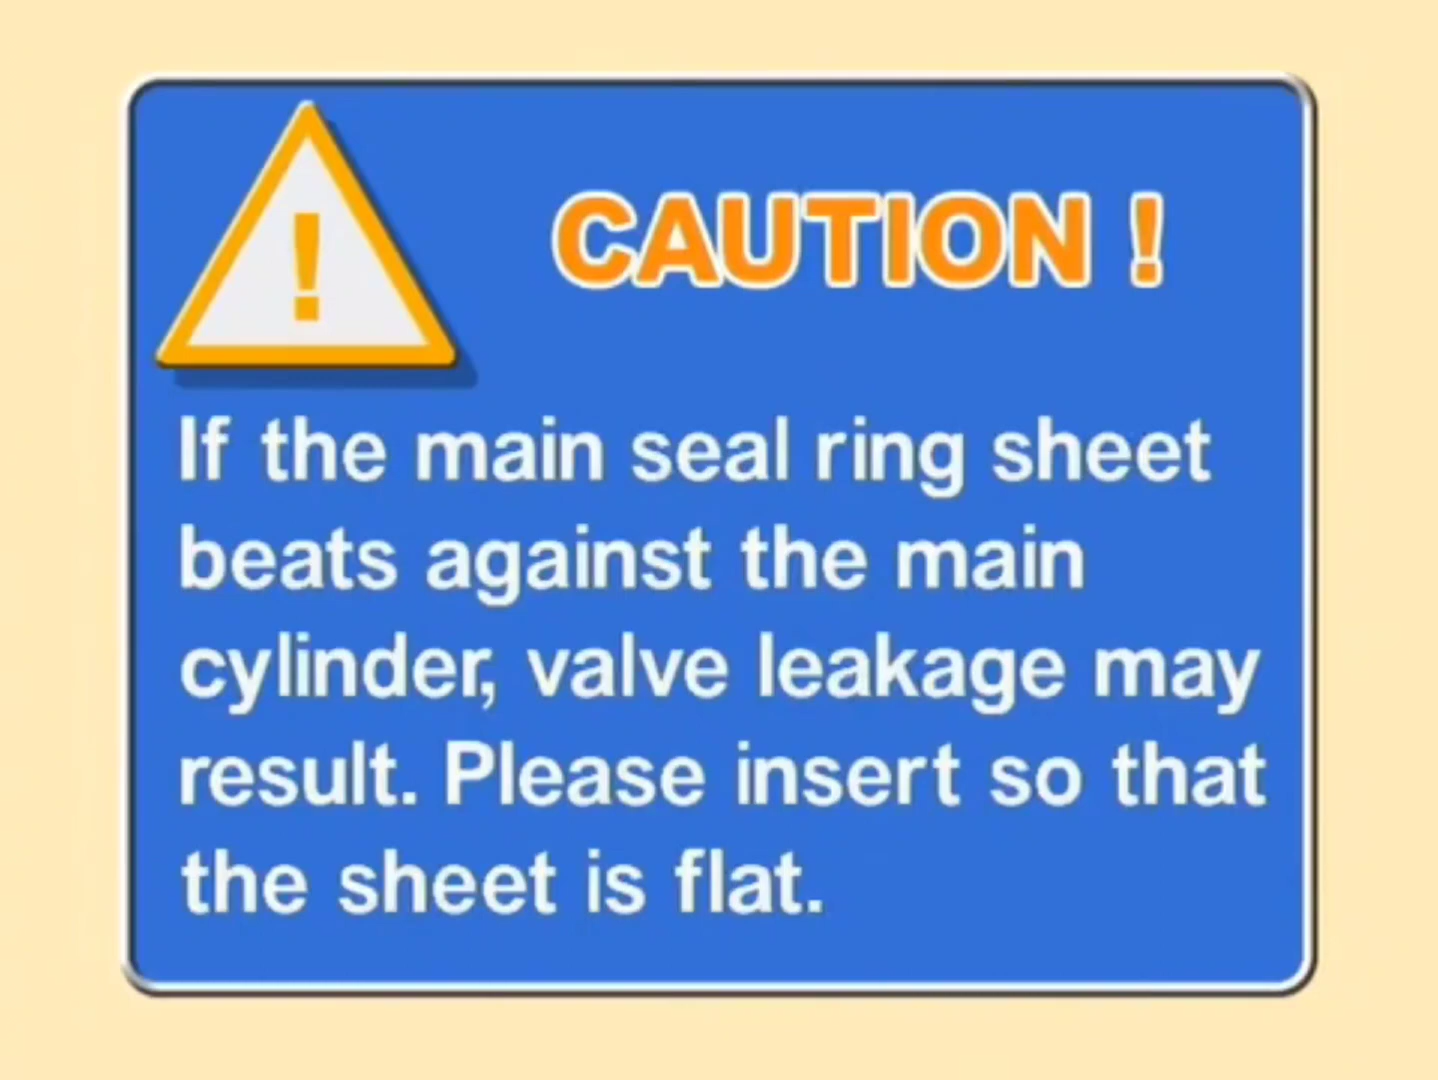 !
CAUTION !
If the main seal ring sheet
beats against the main
cylinder, valve leakage may
result. Please insert so that
the sheet is flat.